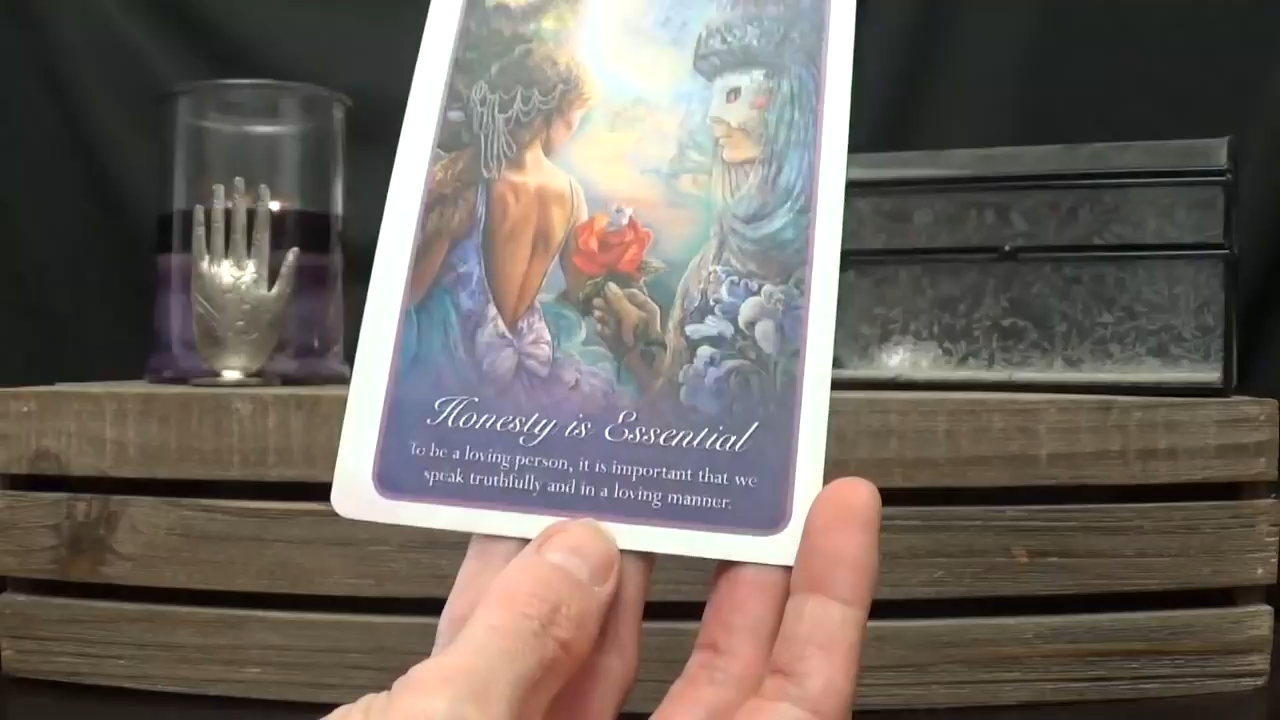 Honesty is Essential
To be a loving person, it is important that we
speak truthfully and in a loving manner.